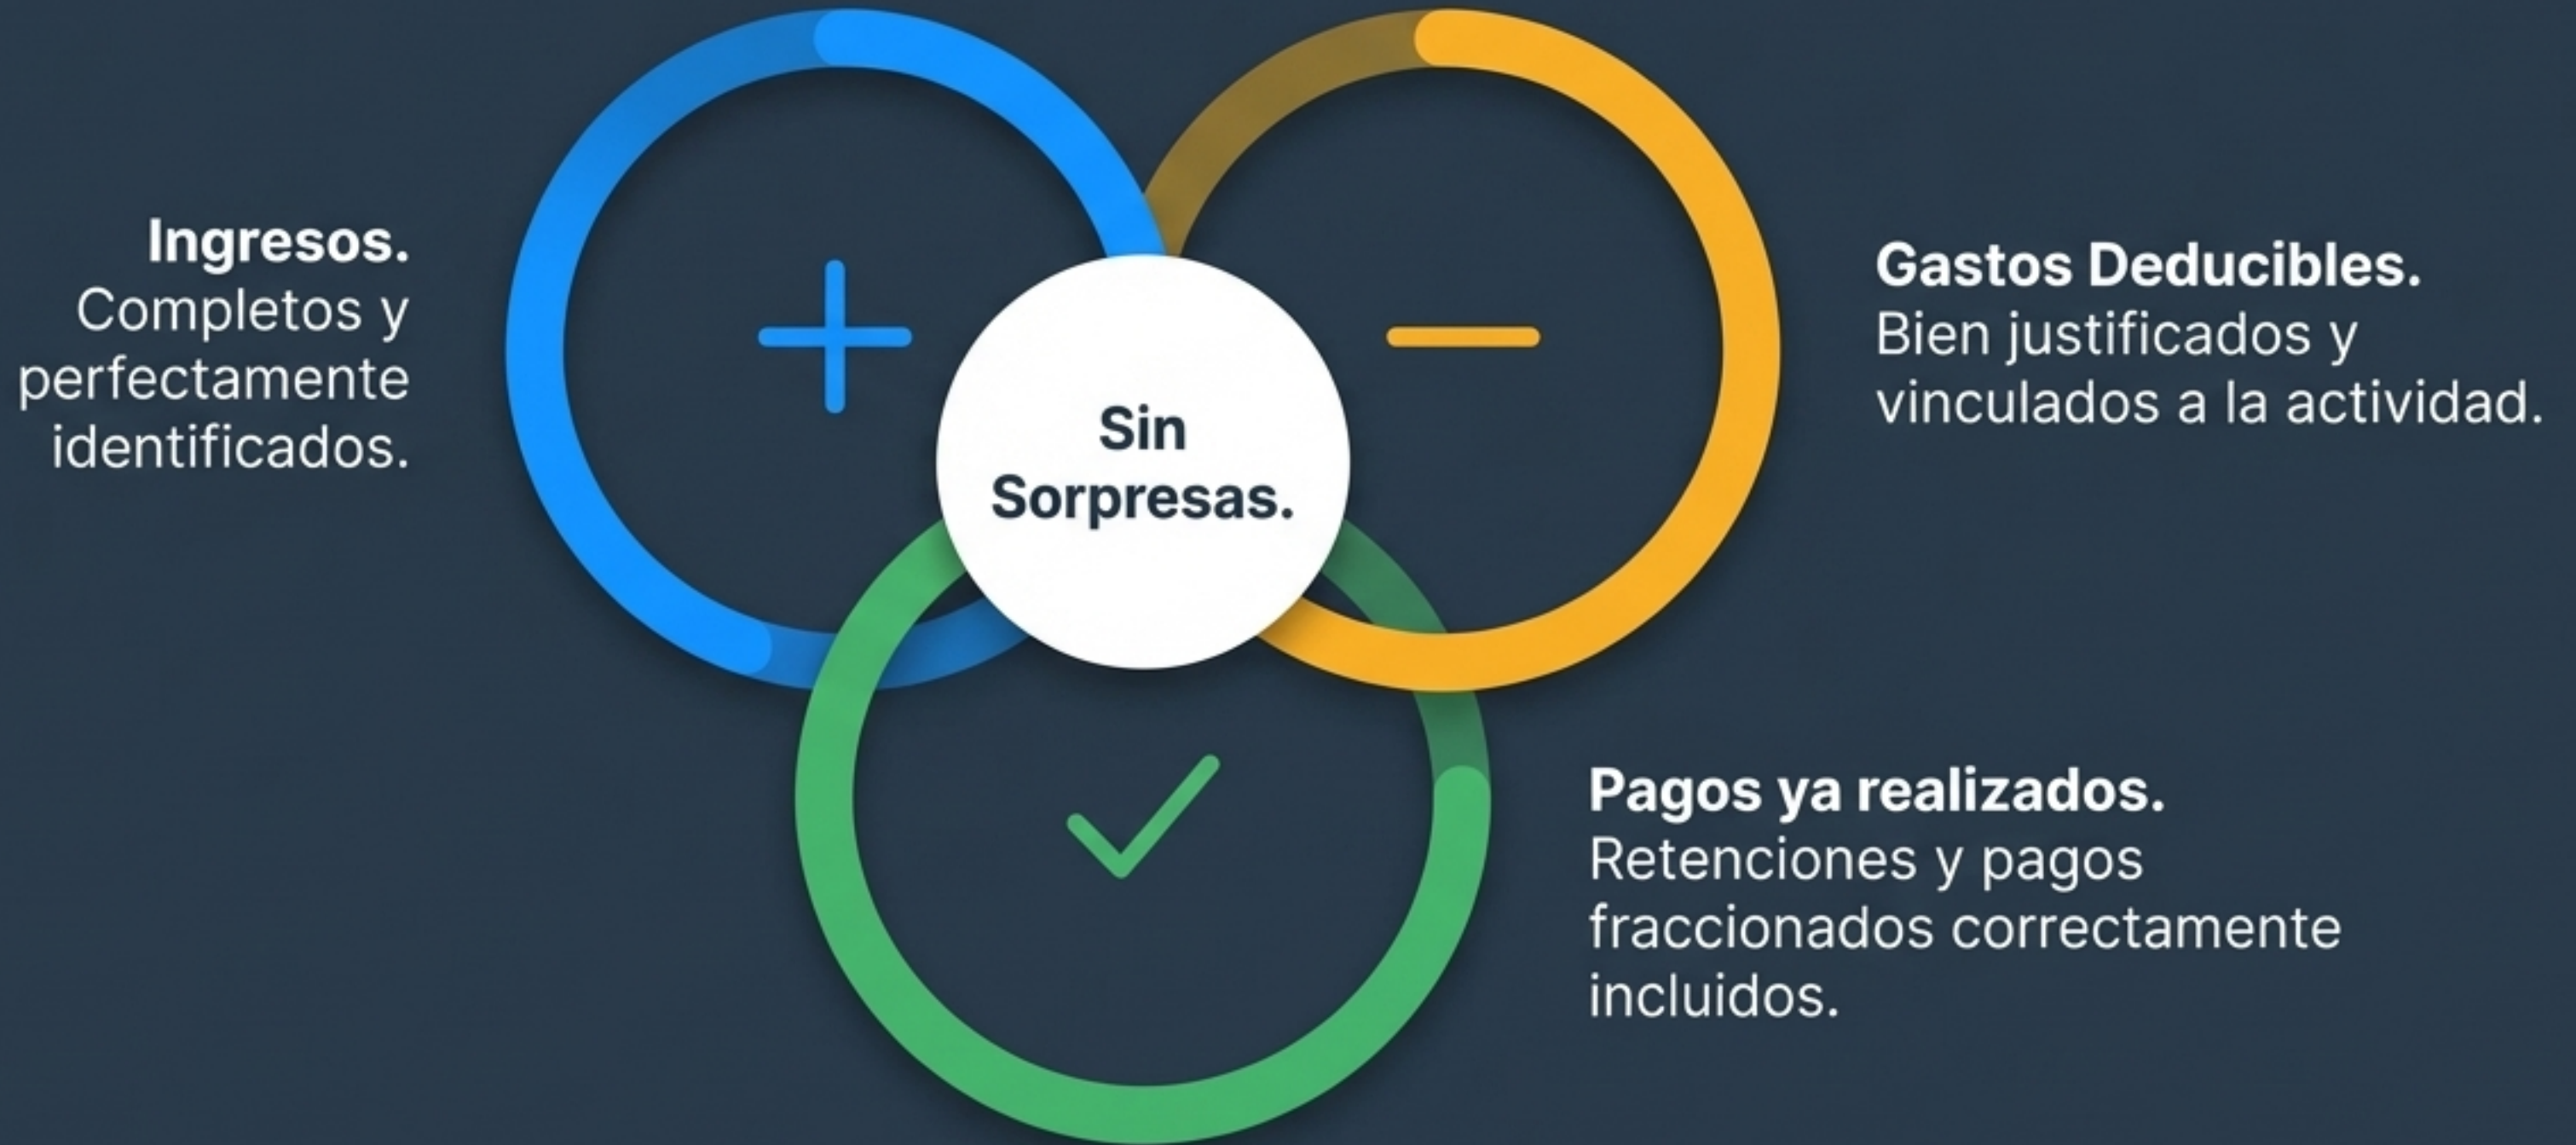 Ingresos.
Completos y
perfectamente
identificados.
Sin
Sorpresas.
Gastos Deducibles.
Bien justificados y
vinculados a la actividad.
Pagos ya realizados.
Retenciones y pagos
fraccionados correctamente
incluidos.